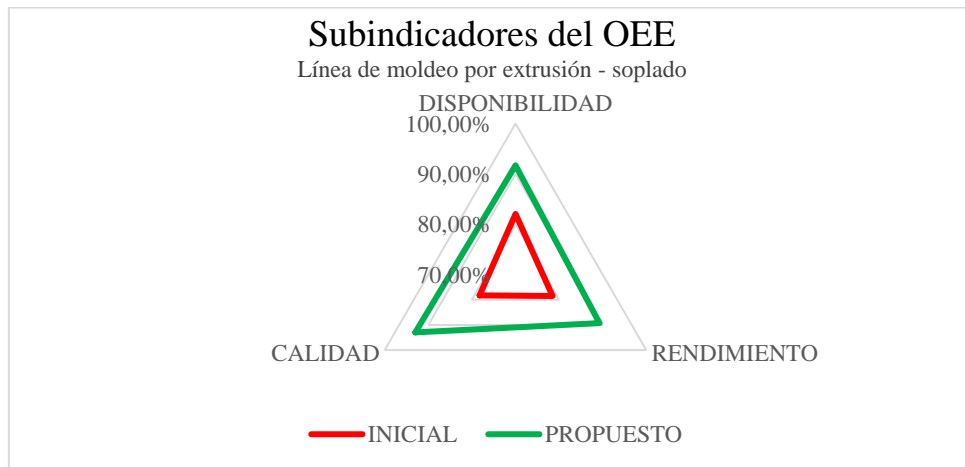 Subindicadores del OEE
Línea de moldeo por extrusión - soplado
DISPONIBILIDAD
100,00%
90,00%
80,00%
70,00%
CALIDAD
RENDIMIENTO
INICIAL
PROPUESTO